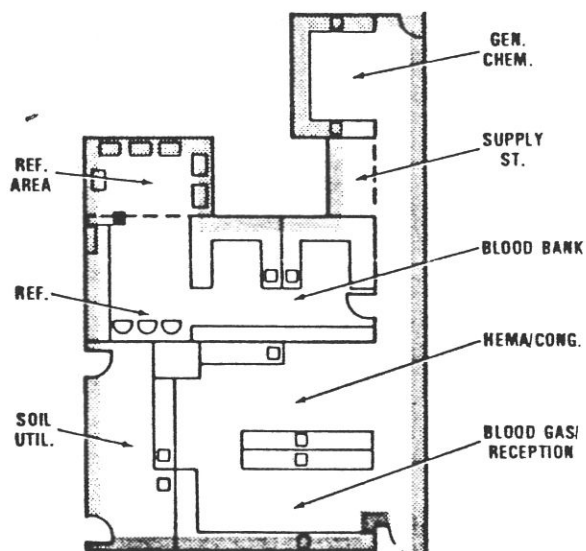 GEN.
CHEM.
SUPPLY
ST.
REF.
AREA
BLOOD BANK
REF.
HEMA/CONG.
SOIL
UTIL.
BLOOD GAS/
RECEPTION